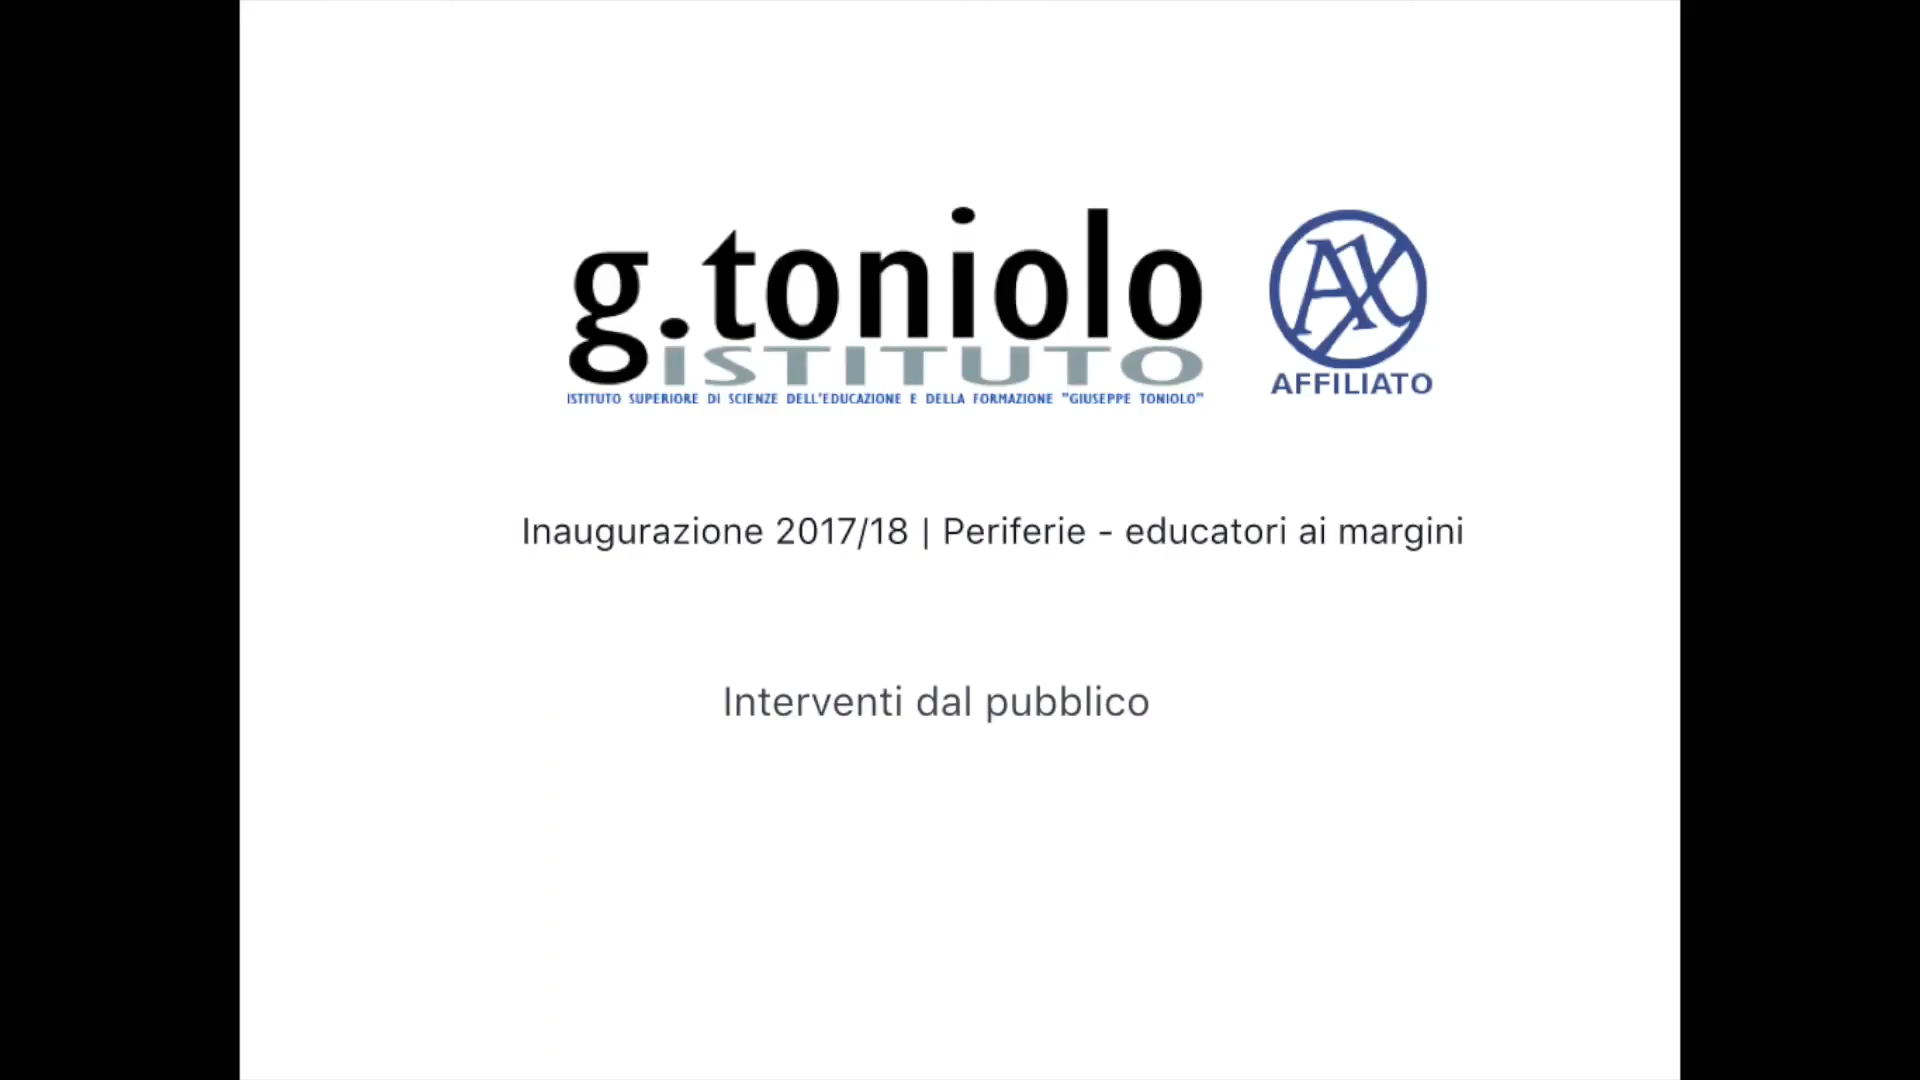 g.toniolo
ISTITUTO
ISTITUTO SUPERIORE DI SCIENZE DELL'EDUCAZIONE E DELLA FORMAZIONE "GIUSEPPE TONIOLO"
AFFILIATO
Inaugurazione 2017/18 | Periferie - educatori ai margini
Interventi dal pubblico